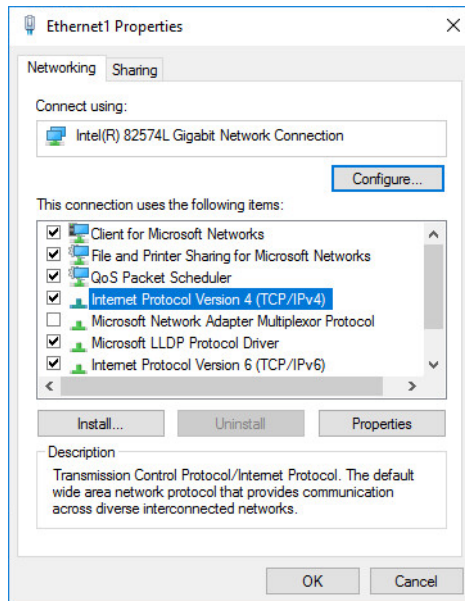 Ethernet1 Properties
Networking
Sharing
Connect using:
Intel(R) 82574L Gigabit Network Connection
Configure...
This connection uses the following items:
Client for Microsoft Networks
File and Printer Sharing for Microsoft Networks
QoS Packet Scheduler
Internet Protocol Version 4 (TCP/IPv4)
Microsoft Network Adapter Multiplexor Protocol
Microsoft LLDP Protocol Driver
Internet Protocol Version 6 (TCP/IPv6)
Install...
Uninstall
Properties
Description
Transmission Control Protocol/Internet Protocol. The default
wide area network protocol that provides communication
across diverse interconnected networks.
OK
Cancel